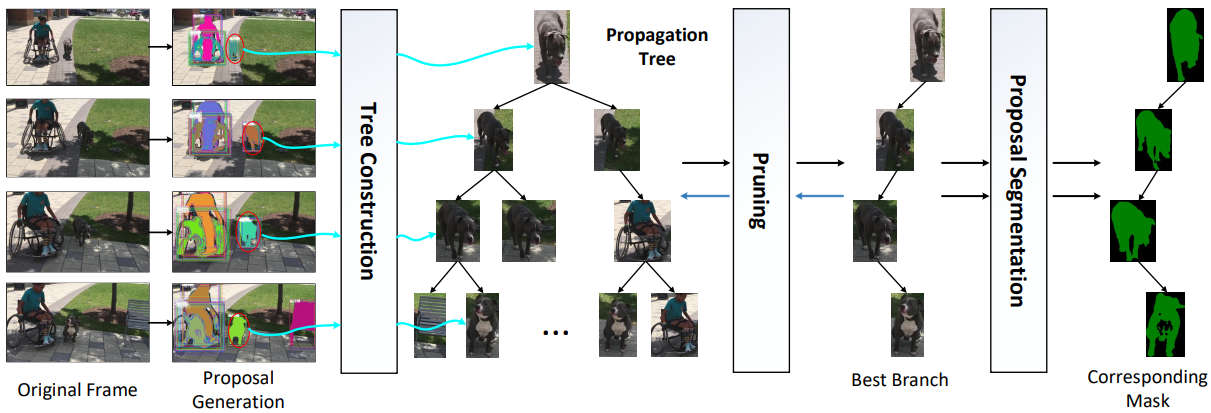 Propagation
Tree
Tree Construction
Pruning
Proposal Segmentation
...
Original Frame
Proposal
Generation
Best Branch
Corresponding
Mask